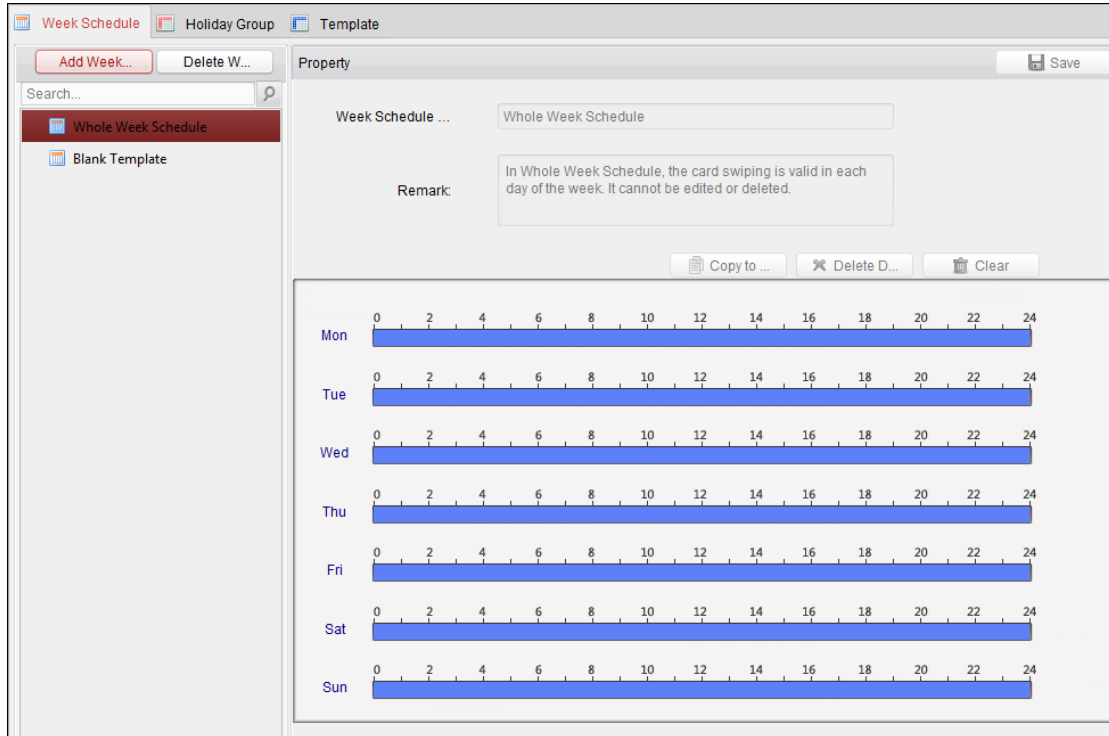 Week Schedule Holiday Group Template
Add Week... Delete W... Property Save
Search...
Week Schedule ... Whole Week Schedule
Whole Week Schedule
Blank Template
Remark: In Whole Week Schedule, the card swiping is valid in each
day of the week. It cannot be edited or deleted.
Copy to ... Delete D... Clear
0 2 4 6 8 10 12 14 16 18 20 22 24
Mon
0 2 4 6 8 10 12 14 16 18 20 22 24
Tue
0 2 4 6 8 10 12 14 16 18 20 22 24
Wed
0 2 4 6 8 10 12 14 16 18 20 22 24
Thu
0 2 4 6 8 10 12 14 16 18 20 22 24
Fri
0 2 4 6 8 10 12 14 16 18 20 22 24
Sat
0 2 4 6 8 10 12 14 16 18 20 22 24
Sun